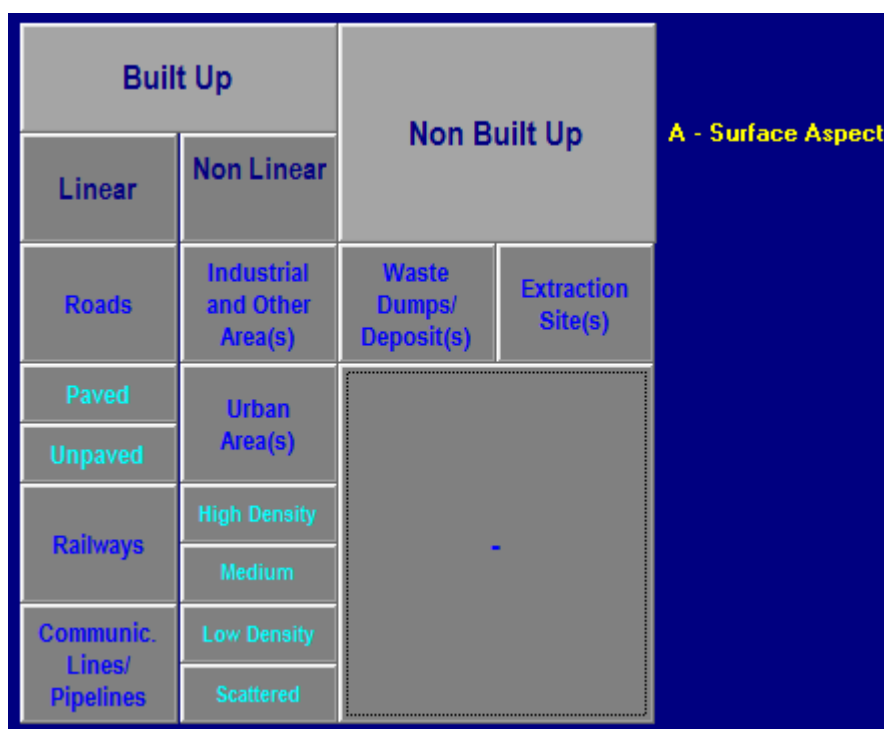 Built Up
Non Built Up
A - Surface Aspect
Linear
Non Linear
Roads
Industrial
and Other
Area(s)
Waste
Dumps/
Deposit(s)
Extraction
Site(s)
Paved
Unpaved
Urban
Area(s)
Railways
High Density
Medium
-
Communic.
Lines/
Pipelines
Low Density
Scattered